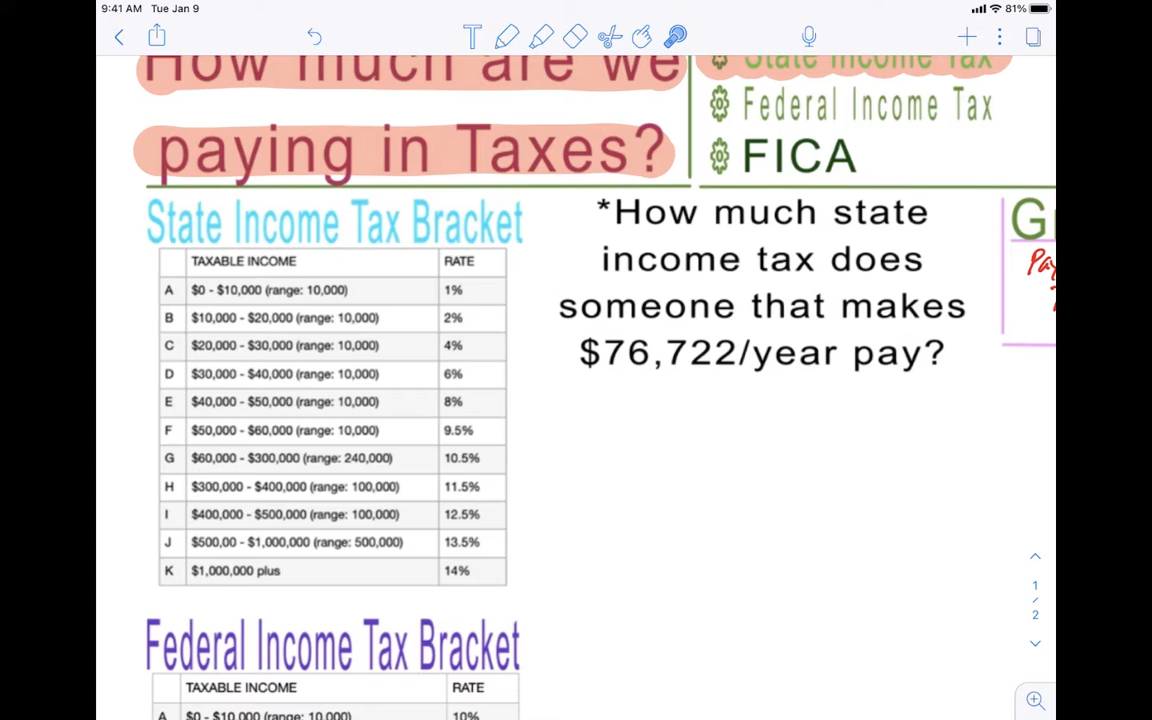 9:41 AM Tue Jan 9
81%
How much are we
paying in Taxes?
State Income Tax
Federal Income Tax
FICA
State Income Tax Bracket
TAXABLE INCOME RATE
A $0 - $10,000 (range: 10,000) 1%
B $10,000 - $20,000 (range: 10,000) 2%
C $20,000 - $30,000 (range: 10,000) 4%
D $30,000 - $40,000 (range: 10,000) 6%
E $40,000 - $50,000 (range: 10,000) 8%
F $50,000 - $60,000 (range: 10,000) 9.5%
G $60,000 - $300,000 (range: 240,000) 10.5%
H $300,000 - $400,000 (range: 100,000) 11.5%
I $400,000 - $500,000 (range: 100,000) 12.5%
J $500,00 - $1,000,000 (range: 500,000) 13.5%
K $1,000,000 plus 14%
*How much state
income tax does
someone that makes
$76,722/year pay?
Federal Income Tax Bracket
TAXABLE INCOME RATE
A $0 - $10,000 (range: 10,000) 10%
1
/
2